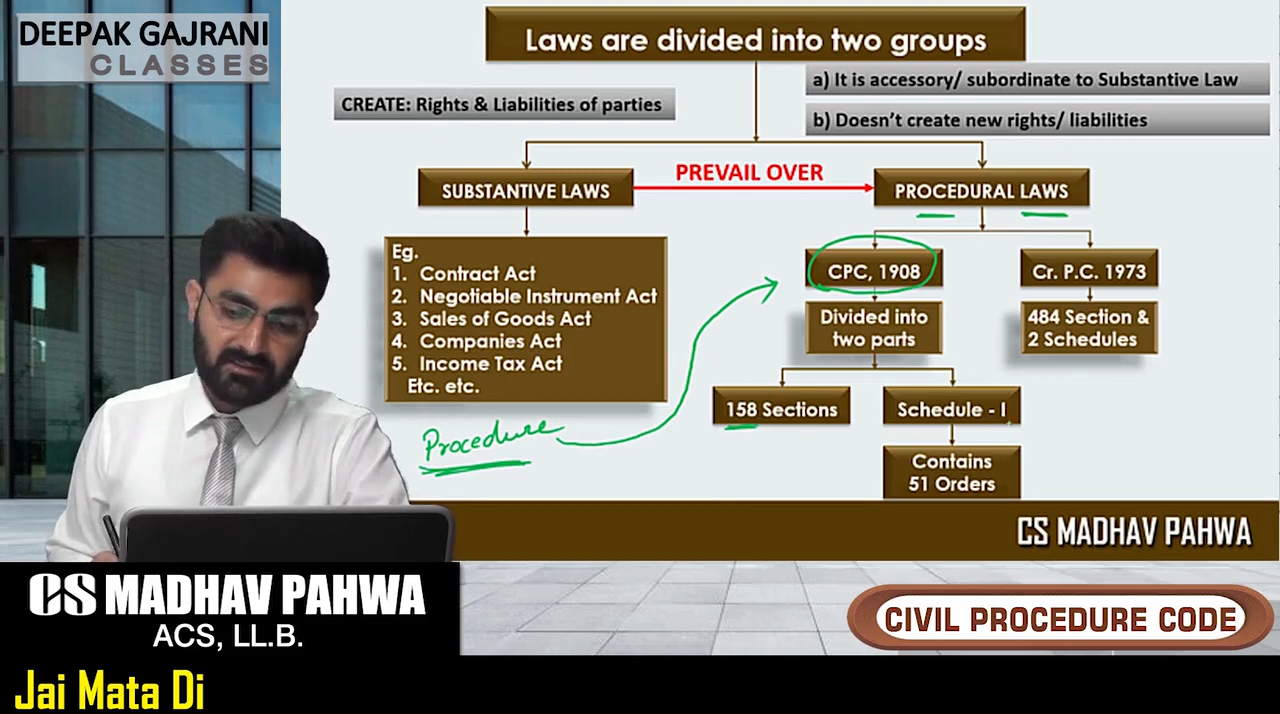 DEEPAK GAJRANI
CLASSES
Laws are divided into two groups
CREATE: Rights & Liabilities of parties
a) It is accessory/ subordinate to Substantive Law
b) Doesn't create new rights/ liabilities
SUBSTANTIVE LAWS
PREVAIL OVER
PROCEDURAL LAWS
Eg.
1. Contract Act
2. Negotiable Instrument Act
3. Sales of Goods Act
4. Companies Act
5. Income Tax Act
Etc. etc.
CPC, 1908
Cr. P.C. 1973
Divided into
two parts
484 Section &
2 Schedules
158 Sections
Schedule - I
Contains
51 Orders
Procedure
CS MADHAV PAHWA
CS MADHAV PAHWA
ACS, LL.B.
CIVIL PROCEDURE CODE
Jai Mata Di